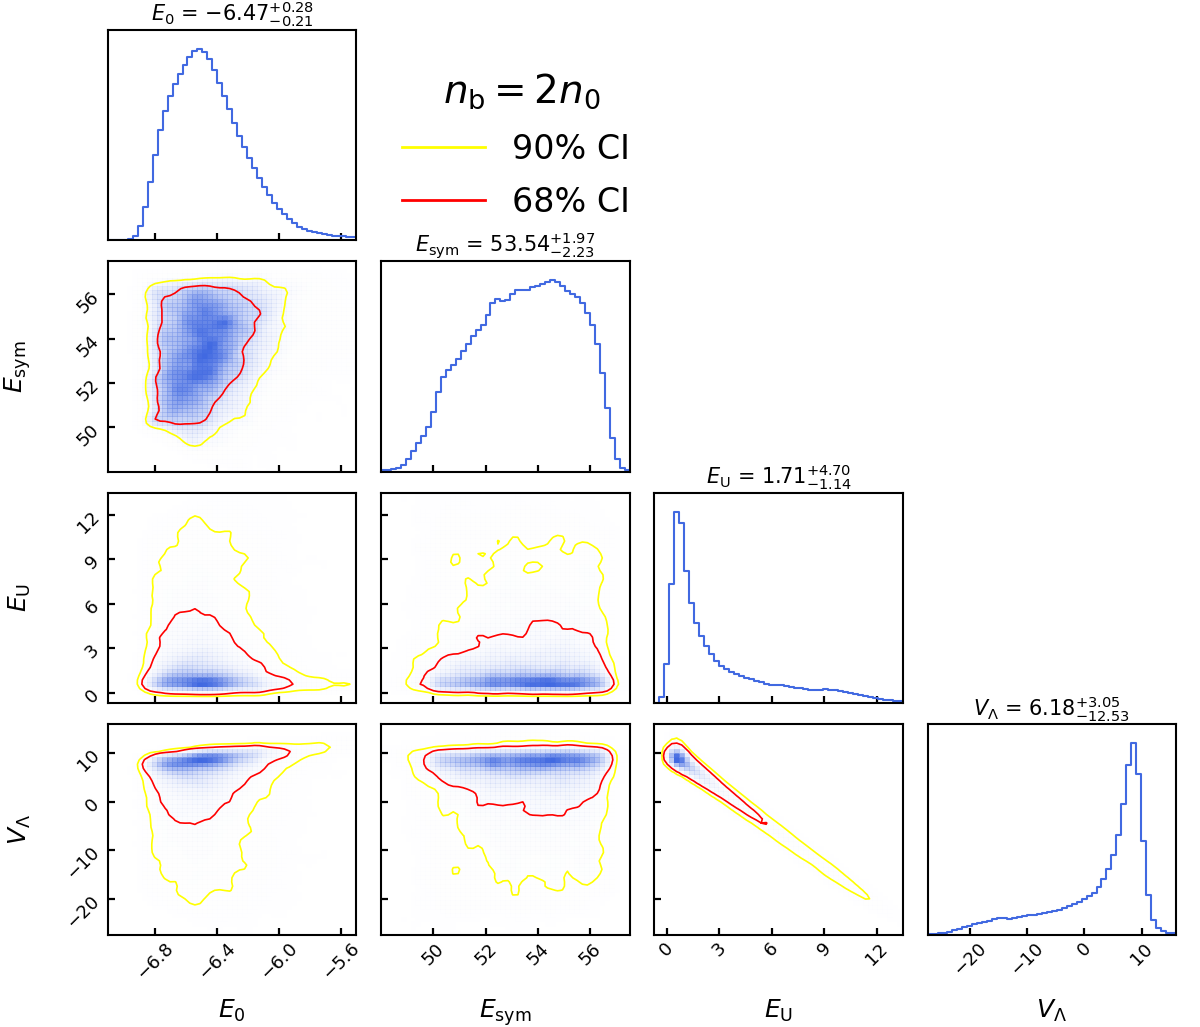 E₀ = −6.47⁺⁰·²⁸₋₀.₂₁
n_b = 2n₀
90% CI
68% CI
E_sym = 53.54^{+1.97}_{−2.23}
56
54
52
50
E_sym
E_U = 1.71^{+4.70}_{−1.14}
12
9
6
3
0
E_U
V_Λ = 6.18^{+3.05}_{−12.53}
10
0
−10
−20
V_Λ
−6.8 −6.4 −6.0 −5.6 50 52 54 56 0 3 6 9 12 −20 −10 0 10
E₀ E_sym E_U V_Λ